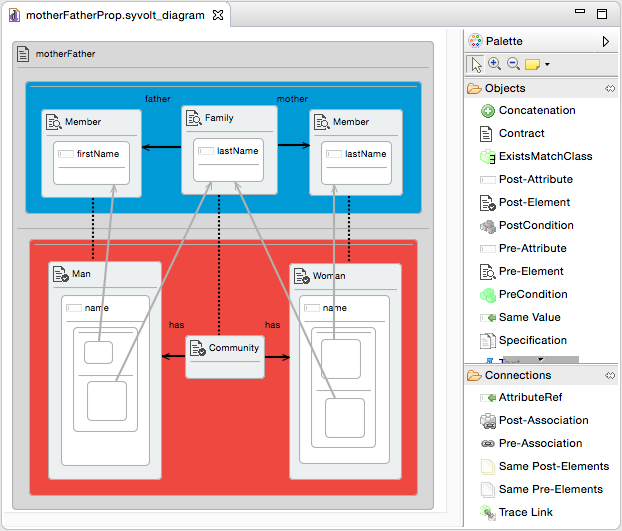 motherFatherProp.syvolt_diagram
motherFather
father
mother
Member
Family
Member
firstName
lastName
lastName
Man
Woman
name
name
has
has
Community
Palette
Objects
Concatenation
Contract
ExistsMatchClass
Post-Attribute
Post-Element
PostCondition
Pre-Attribute
Pre-Element
PreCondition
Same Value
Specification
Connections
AttributeRef
Post-Association
Pre-Association
Same Post-Elements
Same Pre-Elements
Trace Link